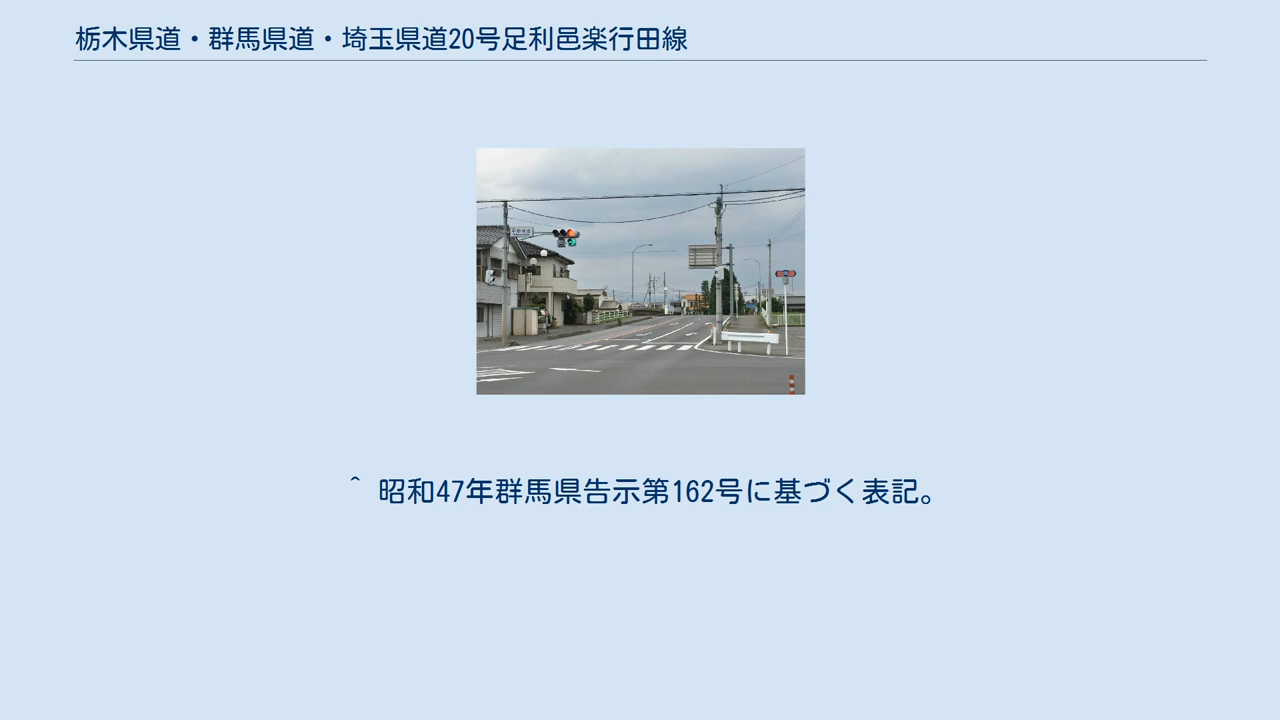 栃木県道・群馬県道・埼玉県道20号足利邑楽行田線
^ 昭和47年群馬県告示第162号に基づく表記。